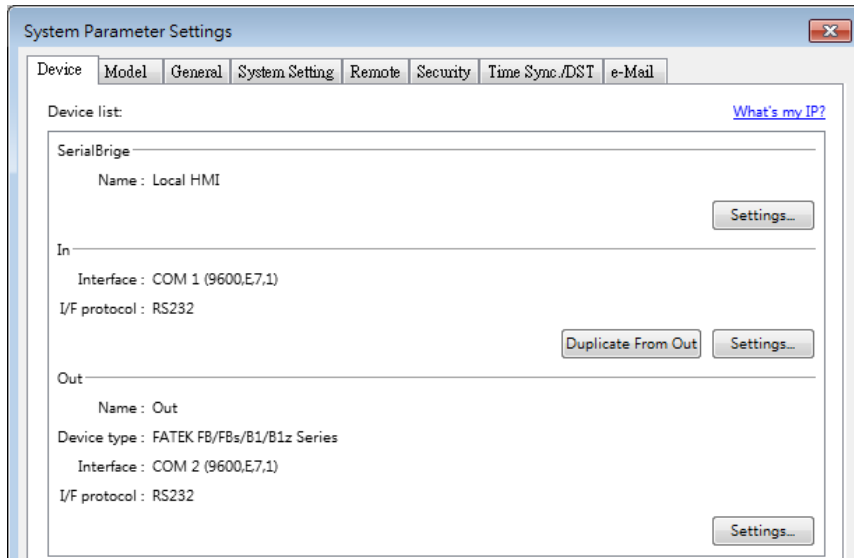 System Parameter Settings
Device Model General System Setting Remote Security Time Sync./DST e-Mail
Device list: What's my IP?
SerialBrige
Name : Local HMI
Settings...
In
Interface : COM 1 (9600,E,7,1)
I/F protocol : RS232
Duplicate From Out Settings...
Out
Name : Out
Device type : FATEK FB/FBs/B1/B1z Series
Interface : COM 2 (9600,E,7,1)
I/F protocol : RS232
Settings...